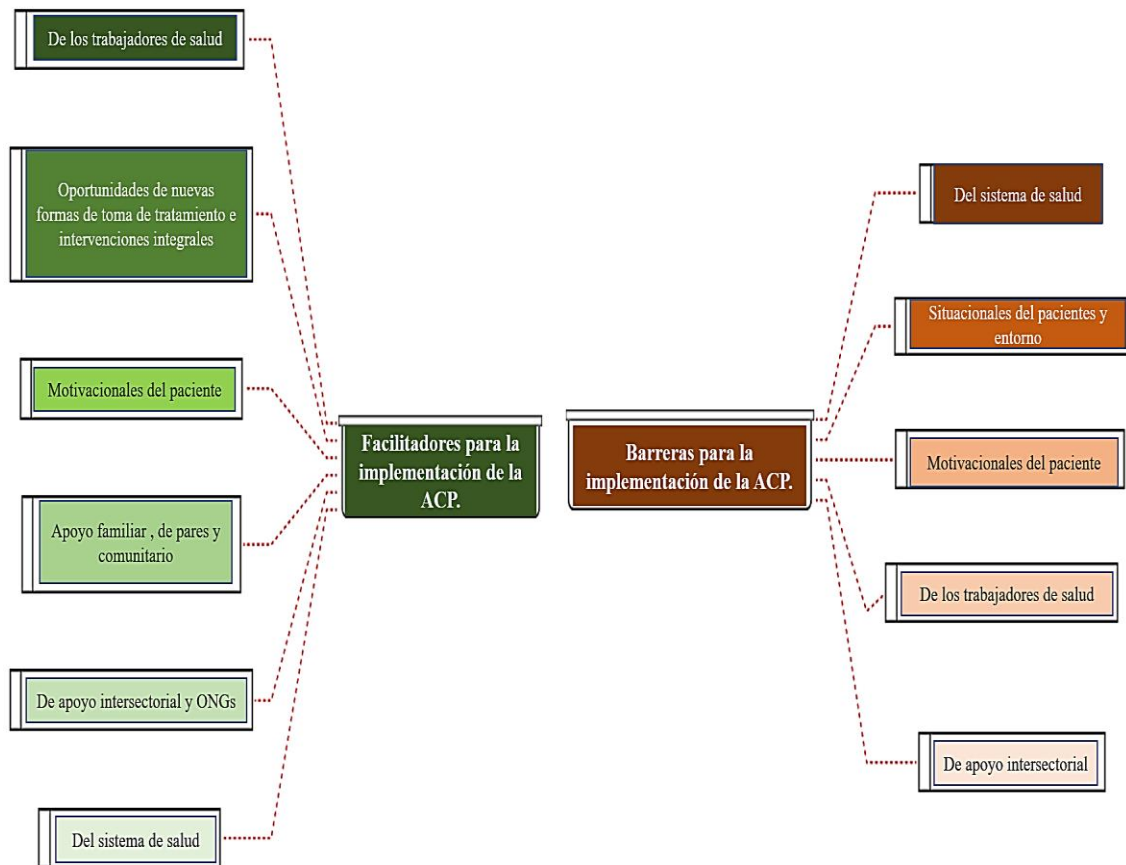 De los trabajadores de salud
Oportunidades de nuevas
formas de toma de tratamiento e
intervenciones integrales
Motivacionales del paciente
Apoyo familiar , de pares y
comunitario
De apoyo intersectorial y ONGs
Del sistema de salud
Facilitadores para la
implementación de la
ACP.
Barreras para la
implementación de la ACP.
Del sistema de salud
Situacionales del pacientes y
entorno
Motivacionales del paciente
De los trabajadores de salud
De apoyo intersectorial